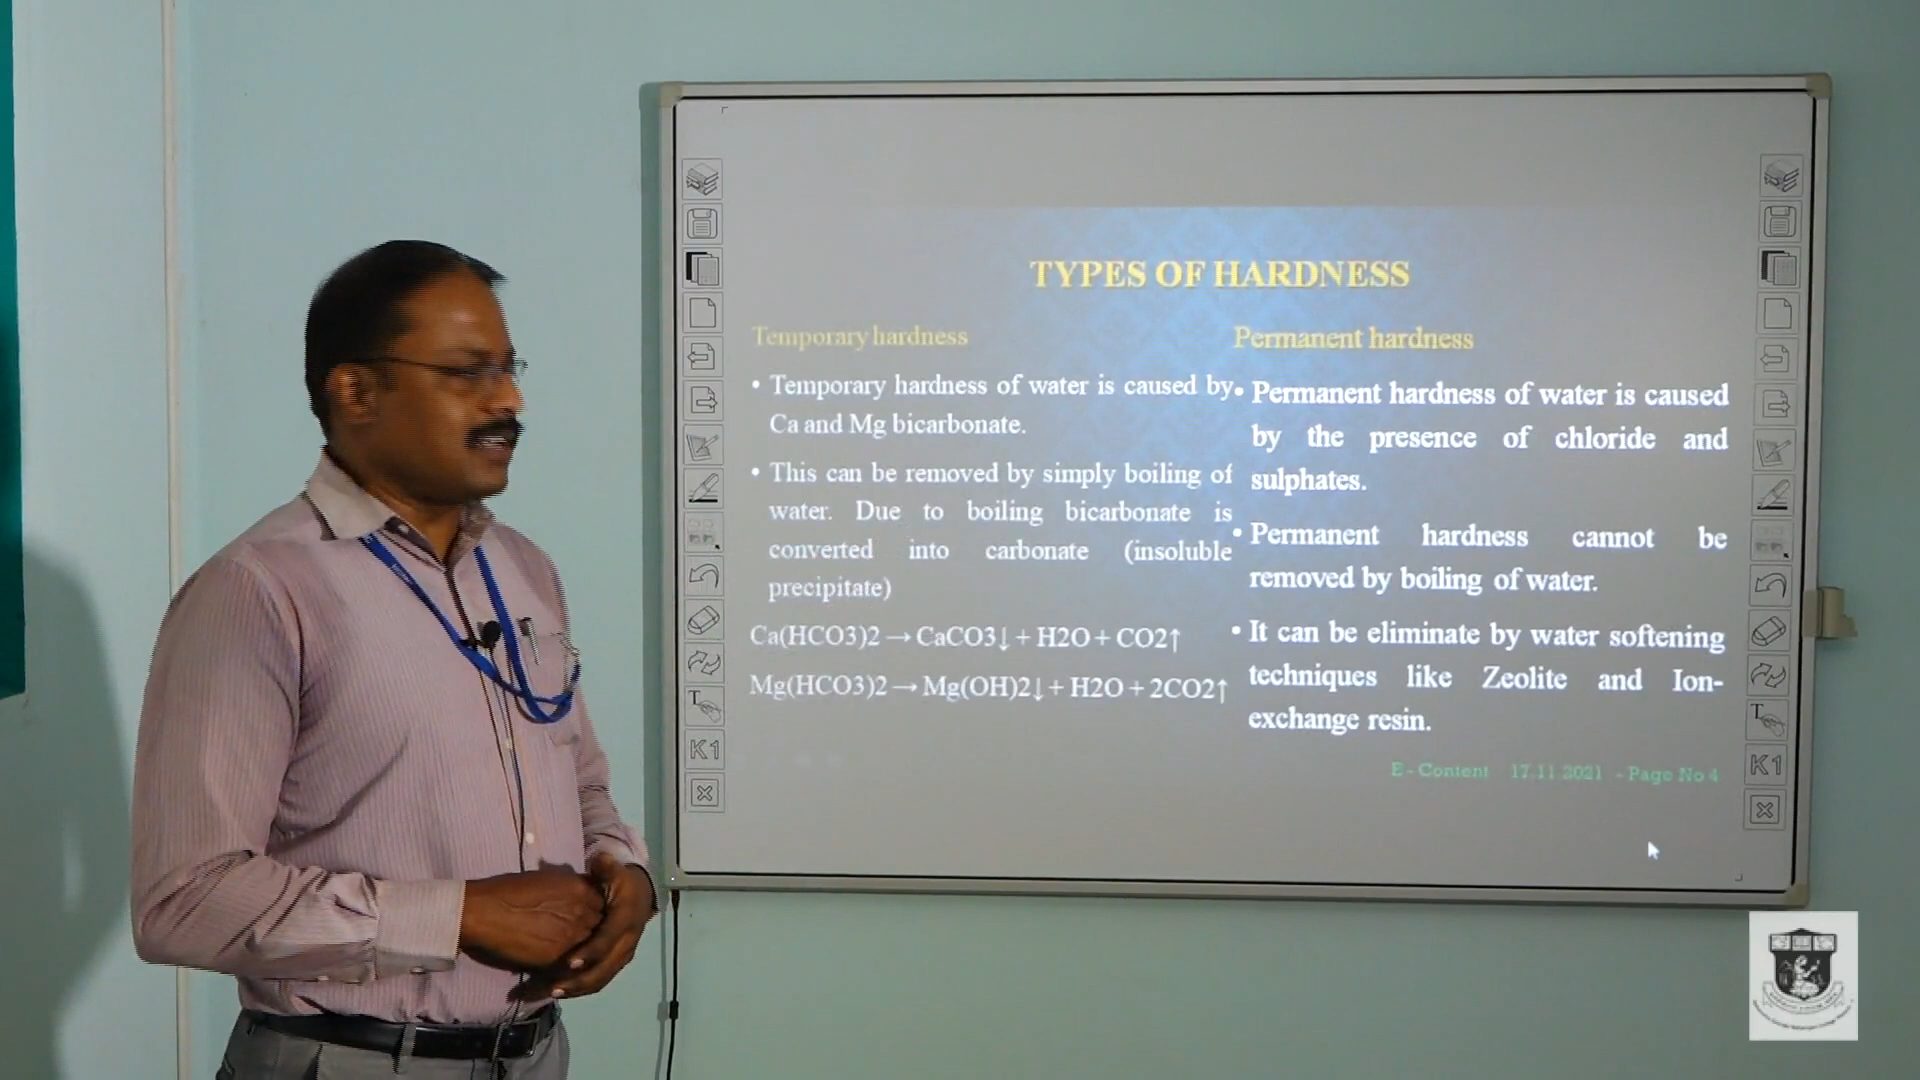 TYPES OF HARDNESS
Temporary hardness
• Temporary hardness of water is caused by
Ca and Mg bicarbonate.
• This can be removed by simply boiling of
water. Due to boiling bicarbonate is
converted into carbonate (insoluble
precipitate)
Ca(HCO3)2 → CaCO3↓ + H2O + CO2↑
Mg(HCO3)2 → Mg(OH)2↓ + H2O + 2CO2↑
Permanent hardness
• Permanent hardness of water is caused
by the presence of chloride and
sulphates.
• Permanent hardness cannot be
removed by boiling of water.
• It can be eliminate by water softening
techniques like Zeolite and Ion-
exchange resin.
E - Content 17.11.2021 - Page No 4
T
K1
T
K1